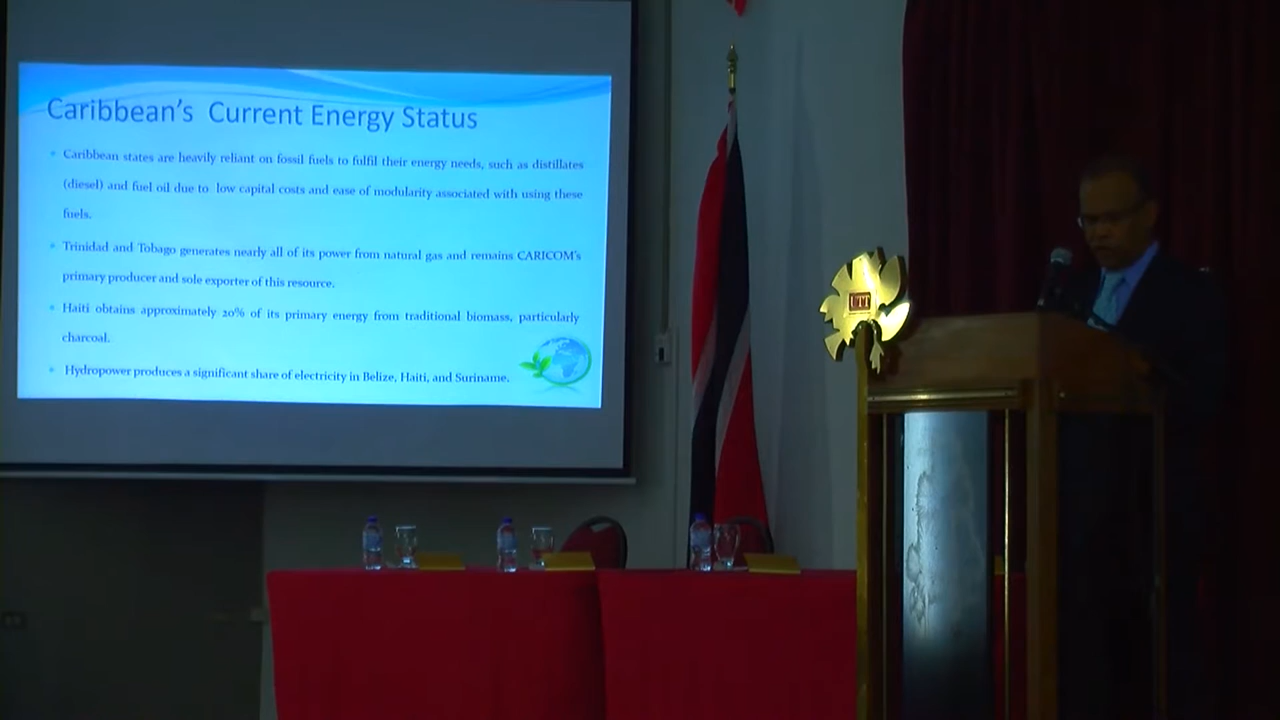 Caribbean's Current Energy Status
Caribbean states are heavily reliant on fossil fuels to fulfil their energy needs, such as distillates
(diesel) and fuel oil due to low capital costs and ease of modularity associated with using these
fuels.
Trinidad and Tobago generates nearly all of its power from natural gas and remains CARICOM's
primary producer and sole exporter of this resource.
Haiti obtains approximately 20% of its primary energy from traditional biomass, particularly
charcoal.
Hydropower produces a significant share of electricity in Belize, Haiti, and Suriname.
UTT